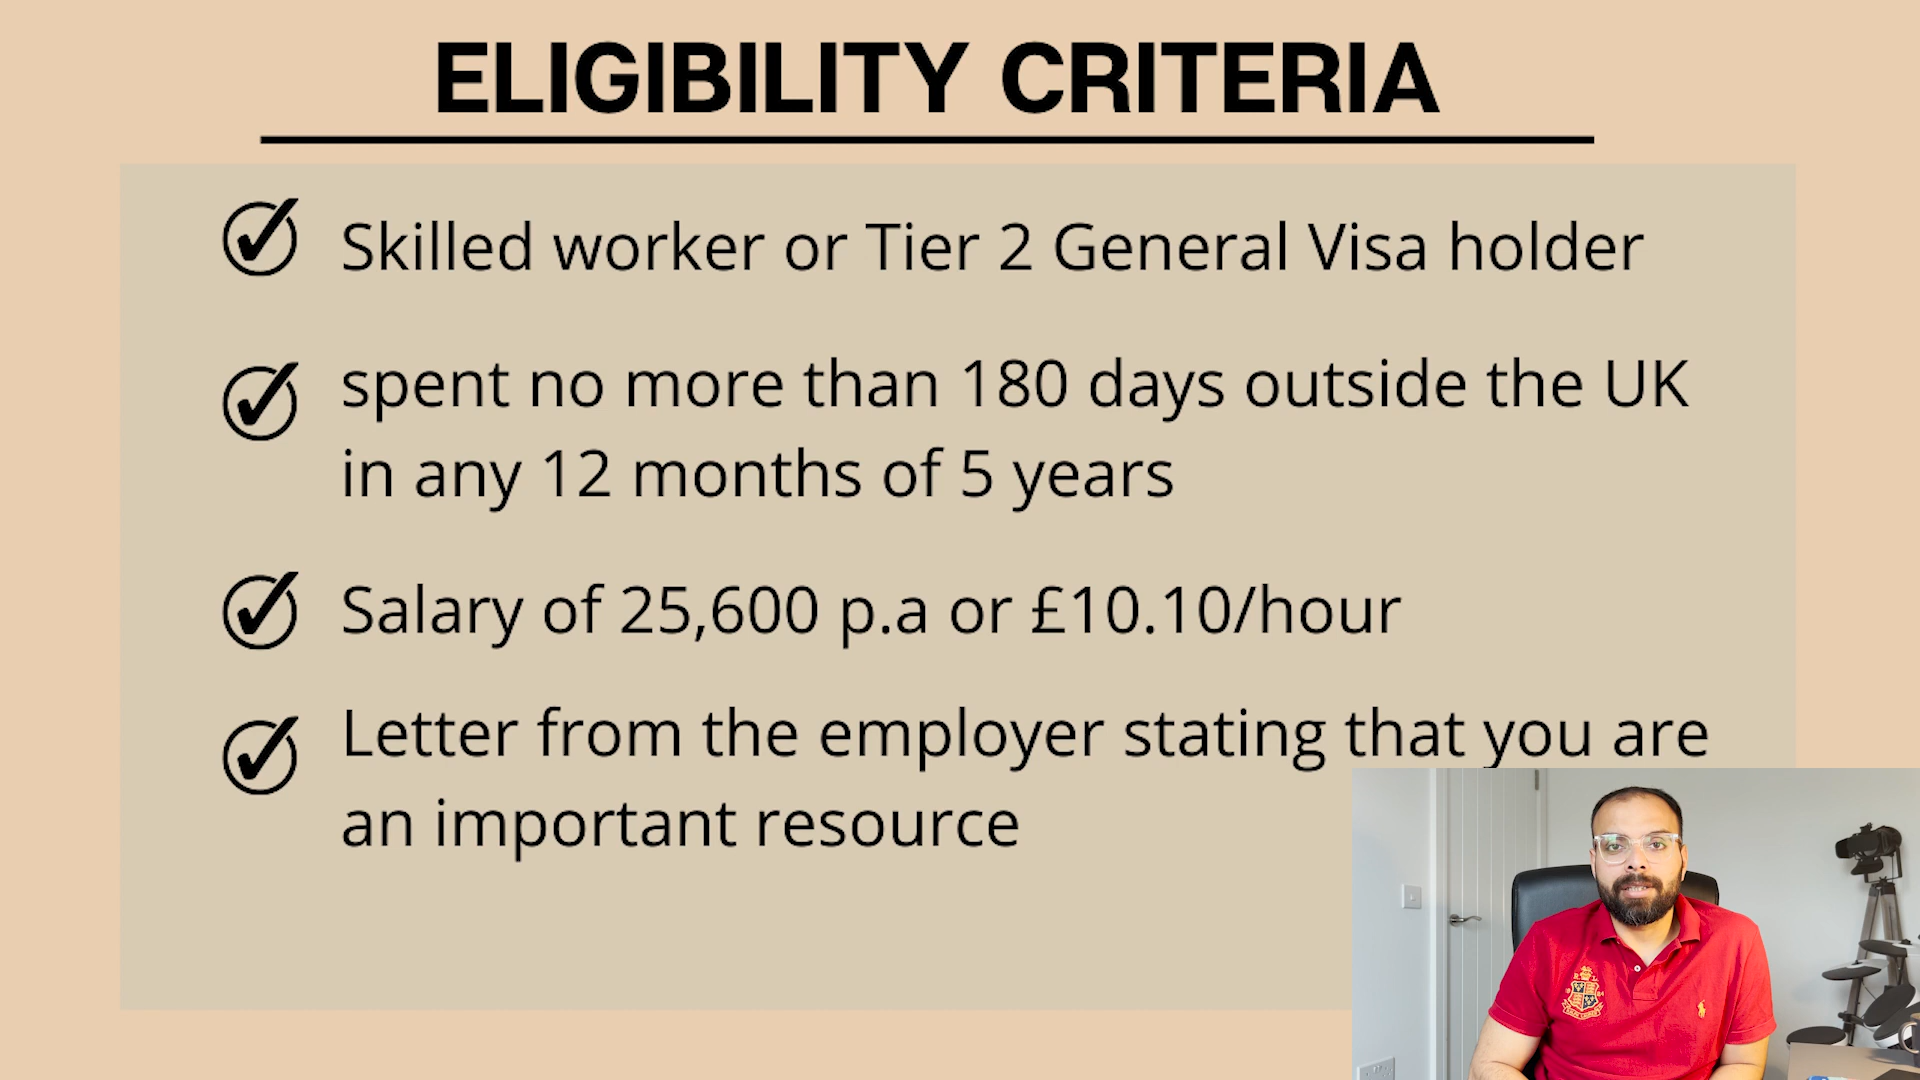 ELIGIBILITY CRITERIA
Skilled worker or Tier 2 General Visa holder
spent no more than 180 days outside the UK
in any 12 months of 5 years
Salary of 25,600 p.a or £10.10/hour
Letter from the employer stating that you are
an important resource